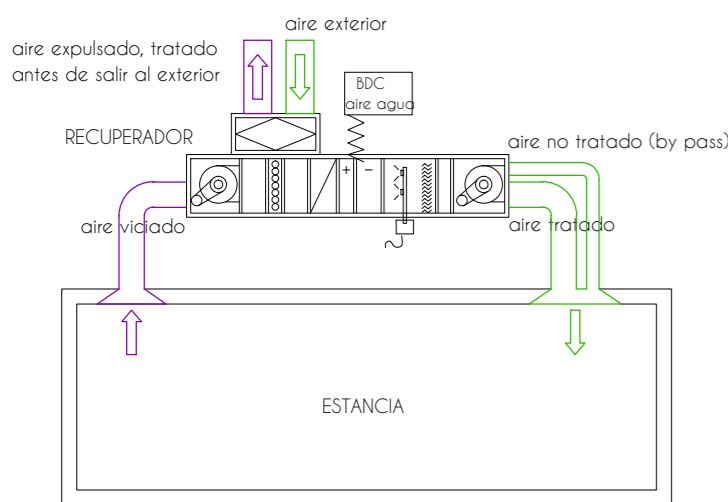 aire exterior
aire expulsado, tratado
antes de salir al exterior
BDC
aire agua
RECUPERADOR
aire no tratado (by pass)
+ -
aire viciado
aire tratado
ESTANCIA